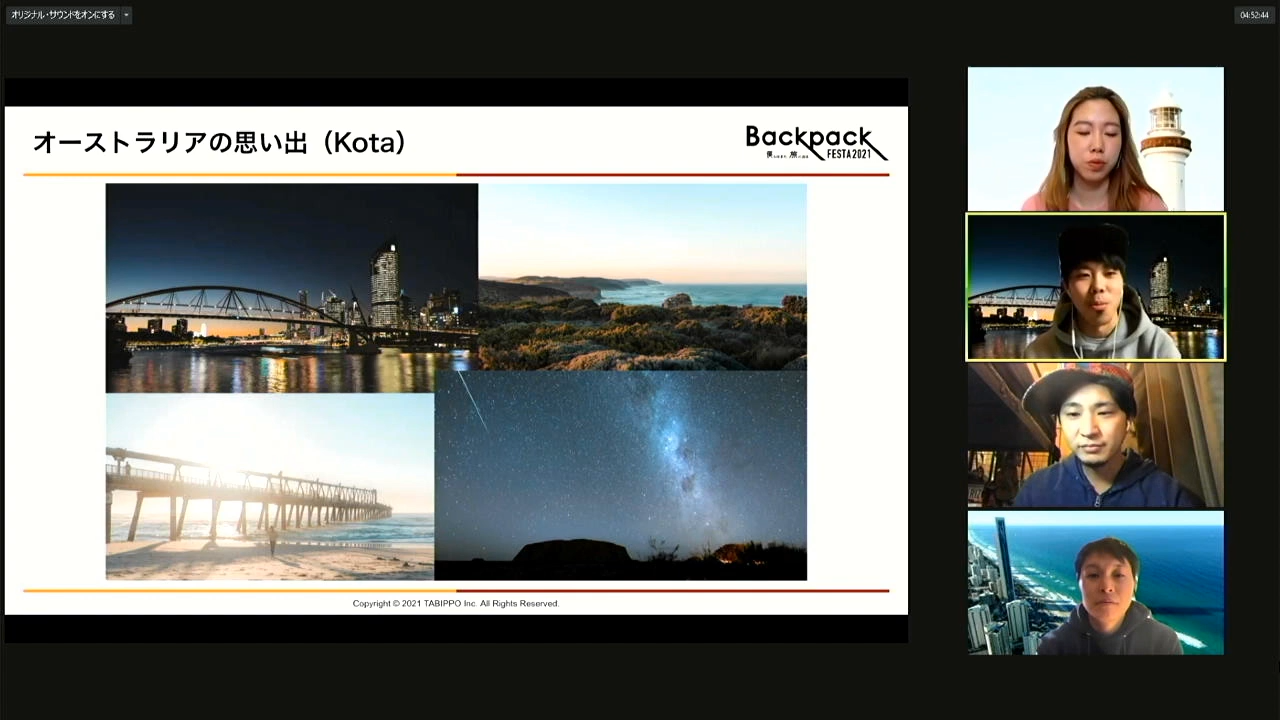 オリジナル・サウンドをオンにする
04:52:44
オーストラリアの思い出（Kota）
Backpack
FESTA2021
Copyright © 2021 TABIPPO Inc. All Rights Reserved.